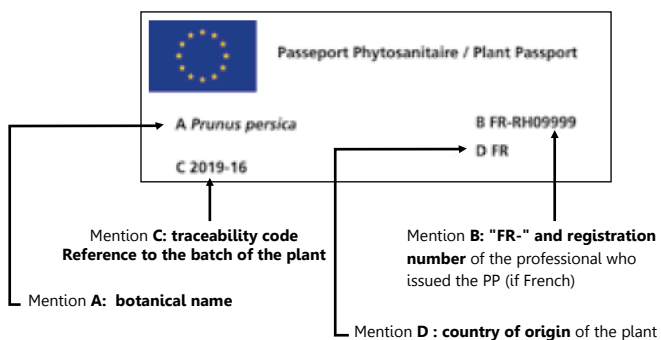 Passeport Phytosanitaire / Plant Passport
A Prunus persica
B FR-RH09999
C 2019-16
D FR
Mention C: traceability code
Reference to the batch of the plant
Mention B: "FR-" and registration
number of the professional who
issued the PP (if French)
Mention A: botanical name
Mention D : country of origin of the plant